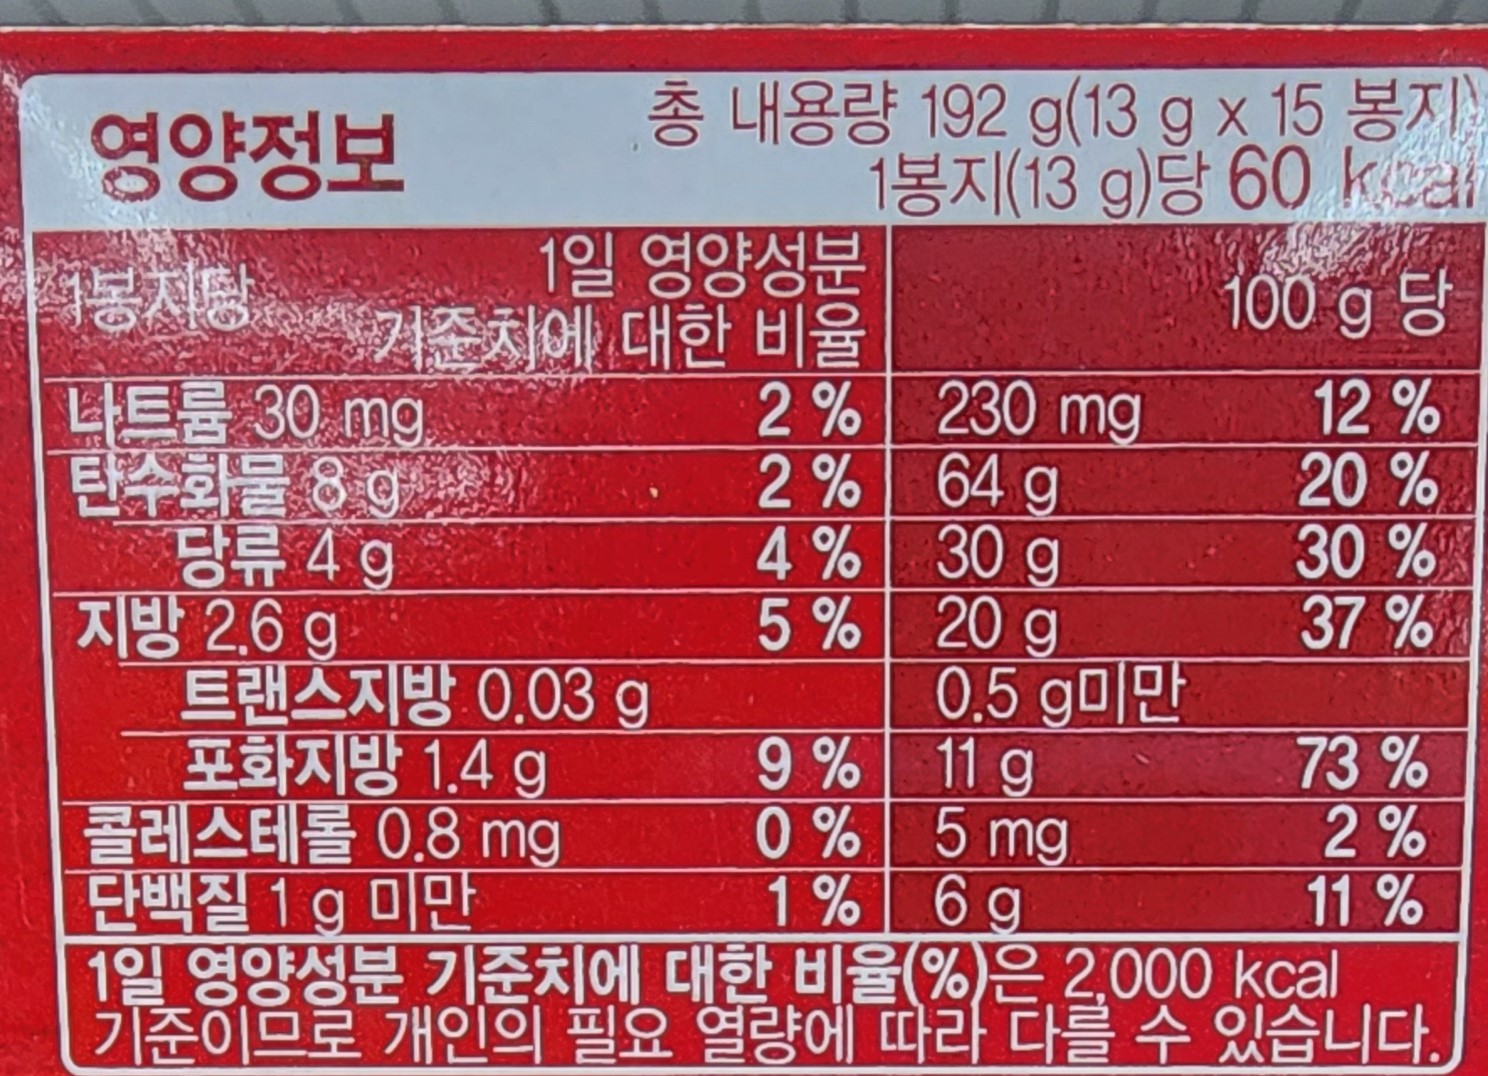 영양정보
총 내용량 192 g(13 g x 15 봉지)
1봉지(13 g)당 60 kcal
1봉지당 1일 영양성분 기준치에 대한 비율 100 g 당
나트륨 30 mg 2 % 230 mg 12 %
탄수화물 8 g 2 % 64 g 20 %
당류 4 g 4 % 30 g 30 %
지방 2.6 g 5 % 20 g 37 %
트랜스지방 0.03 g 0.5 g미만
포화지방 1.4 g 9 % 11 g 73 %
콜레스테롤 0.8 mg 0 % 5 mg 2 %
단백질 1 g 미만 1 % 6 g 11 %
1일 영양성분 기준치에 대한 비율(%)은 2,000 kcal
기준이므로 개인의 필요 열량에 따라 다를 수 있습니다.